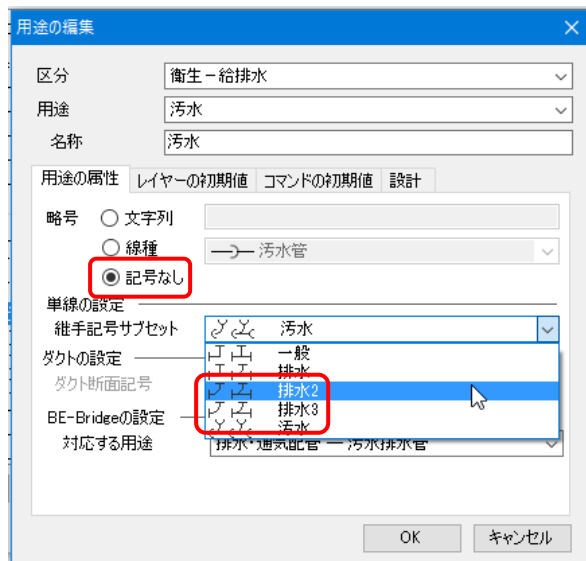 用途の編集
区分 衛生－給排水
用途 汚水
名称 汚水
用途の属性 レイヤーの初期値 コマンドの初期値 設計
略号 文字列
線種 汚水管
記号なし
単線の設定
継手記号サブセット 汚水
一般
ダクトの設定 排水
ダクト断面記号 排水2
排水3
BE-Bridgeの設定 汚水
対応する用途 排水・通気配管 ― 汚水排水管
OK キャンセル